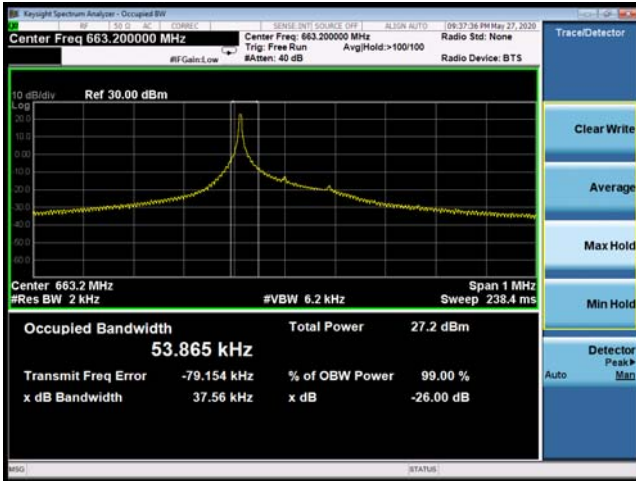 Keysight Spectrum Analyzer - Occupied BW
RF 50 Ω AC CORREC SENSE:INT SOURCE OFF ALIGN AUTO 09:37:36 PM May 27, 2020
Center Freq 663.200000 MHz
Center Freq: 663.200000 MHz Radio Std: None
Trig: Free Run Avg|Hold:>100/100
#IFGain:Low #Atten: 40 dB Radio Device: BTS
Trace/Detector
10 dB/div Ref 30.00 dBm
Log
20.0
10.0
0.00
-10.0
-20.0
-30.0
-40.0
-50.0
-60.0
Center 663.2 MHz Span 1 MHz
#Res BW 2 kHz #VBW 6.2 kHz Sweep 238.4 ms
Occupied Bandwidth Total Power 27.2 dBm
53.865 kHz
Transmit Freq Error -79.154 kHz % of OBW Power 99.00 %
x dB Bandwidth 37.56 kHz x dB -26.00 dB
Clear Write
Average
Max Hold
Min Hold
Detector
Peak▶
Auto Man
MSG STATUS